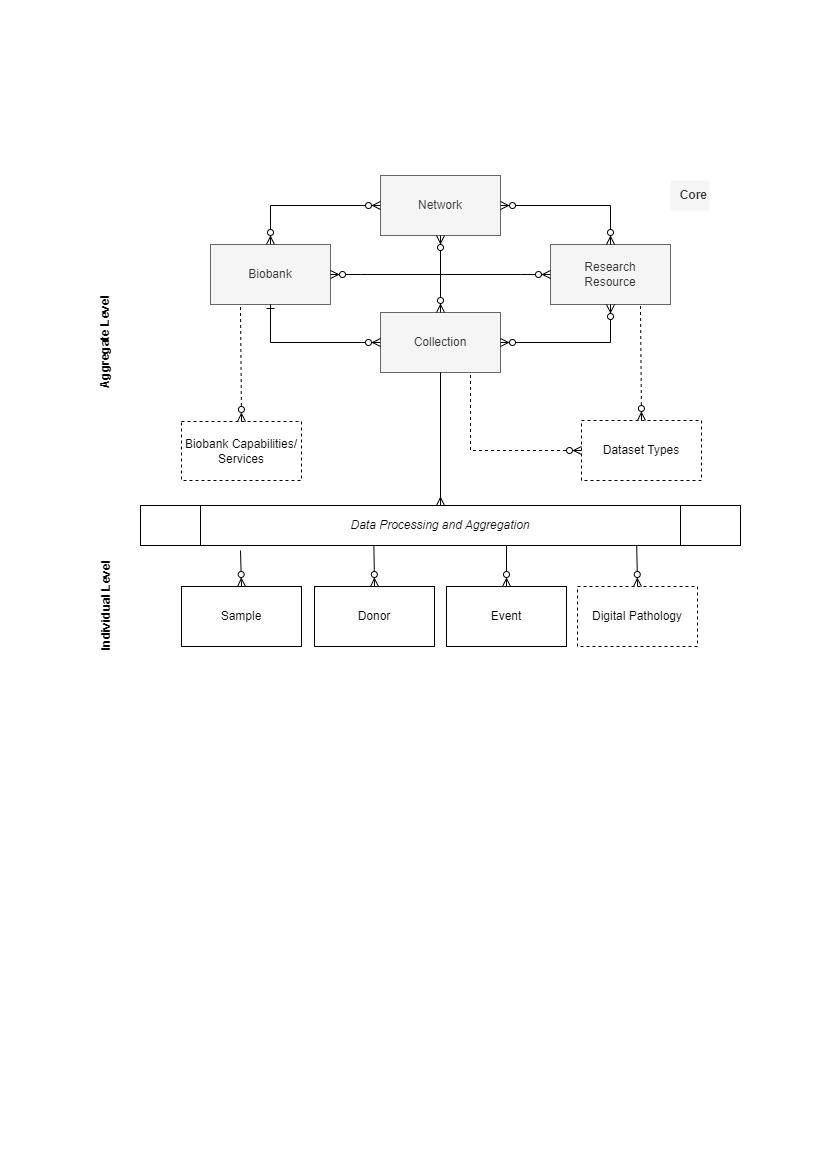 Network
Core
Biobank
Research
Resource
Aggregate Level
Collection
Biobank Capabilities/
Services
Dataset Types
Data Processing and Aggregation
Individual Level
Sample
Donor
Event
Digital Pathology